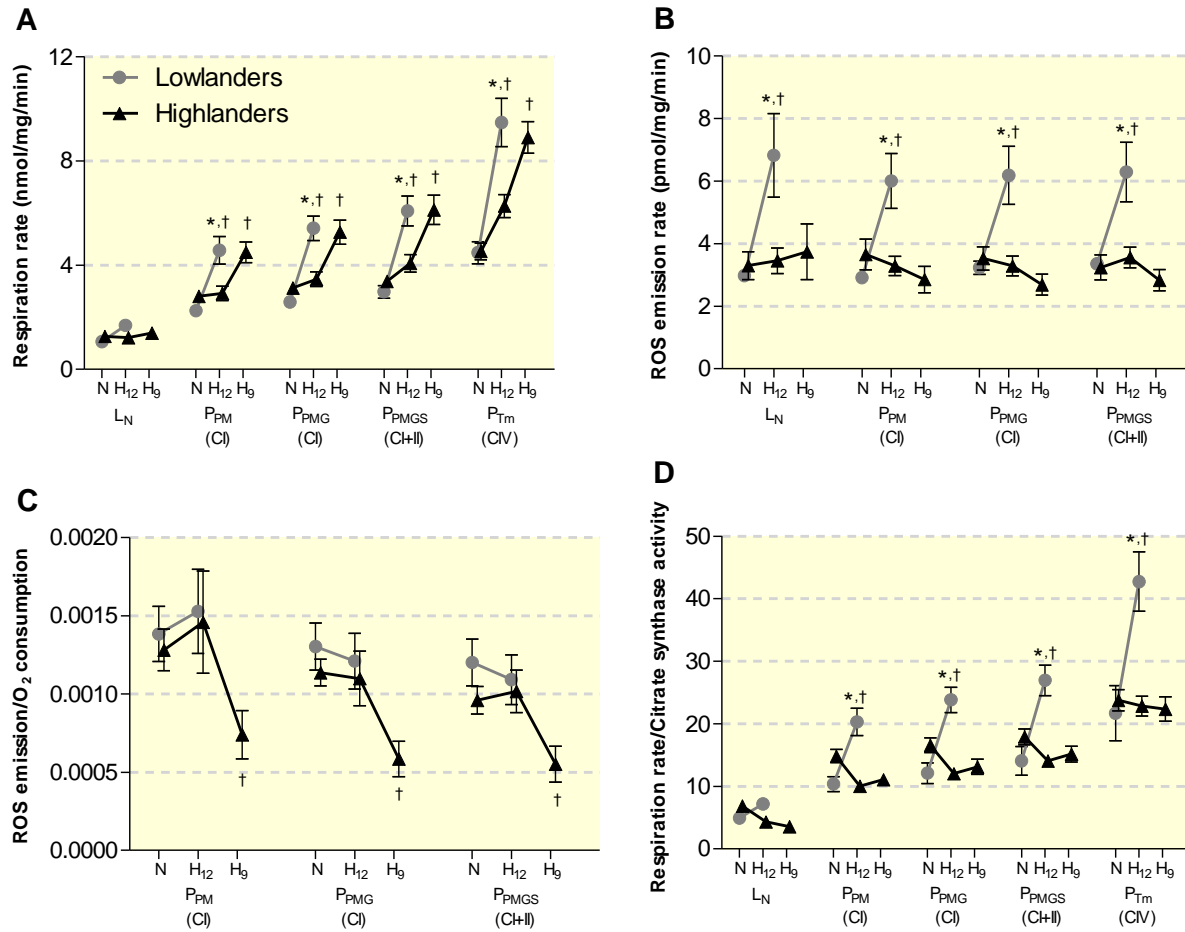 A
Respiration rate (nmol/mg/min)
12
8
4
0
Lowlanders
Highlanders
*,†
†
*,†
†
*,†
†
*,†
†
N H12 H9 N H12 H9 N H12 H9 N H12 H9 N H12 H9
LN PPM PPMG PPMGS PTm
(CI) (CI) (CI+II) (CIV)
B
ROS emission rate (pmol/mg/min)
10
8
6
4
2
0
*,† *,† *,† *,†
N H12 H9 N H12 H9 N H12 H9 N H12 H9
LN PPM PPMG PPMGS
(CI) (CI) (CI+II)
C
ROS emission/O2 consumption
0.0020
0.0015
0.0010
0.0005
0.0000
† † †
N H12 H9 N H12 H9 N H12 H9
PPM PPMG PPMGS
(CI) (CI) (CI+II)
D
Respiration rate/Citrate synthase activity
50
40
30
20
10
0
*,† *,† *,† *,†
N H12 H9 N H12 H9 N H12 H9 N H12 H9 N H12 H9
LN PPM PPMG PPMGS PTm
(CI) (CI) (CI+II) (CIV)